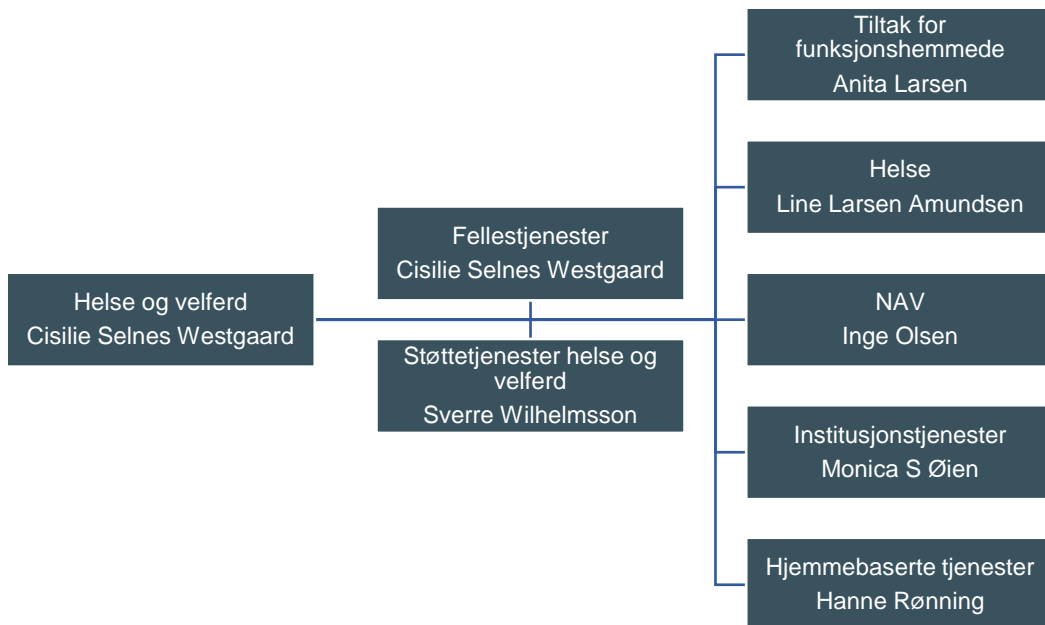 Helse og velferd
Cisilie Selnes Westgaard
Fellestjenester
Cisilie Selnes Westgaard
Støttetjenester helse og
velferd
Sverre Wilhelmsson
Tiltak for
funksjonshemmede
Anita Larsen
Helse
Line Larsen Amundsen
NAV
Inge Olsen
Institusjonstjenester
Monica S Øien
Hjemmebaserte tjenester
Hanne Rønning